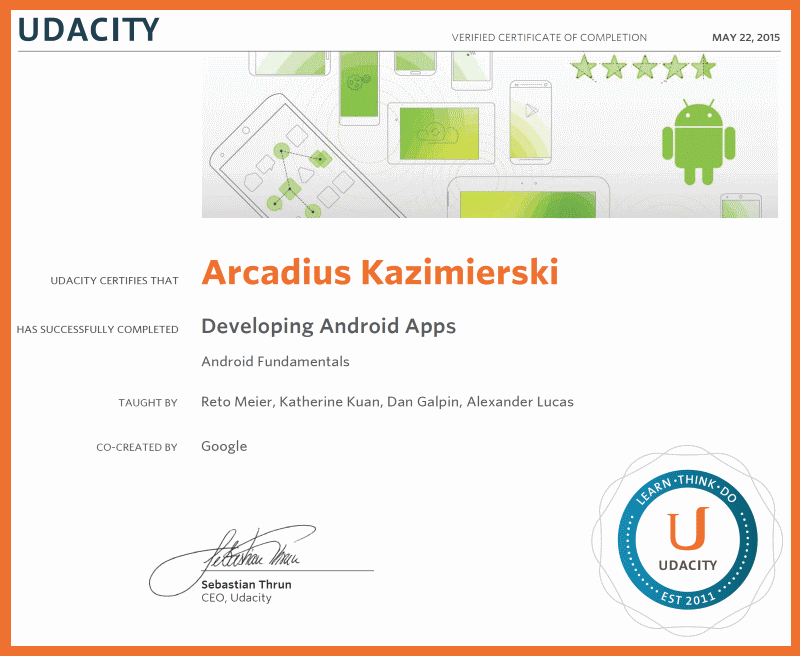 UDACITY
VERIFIED CERTIFICATE OF COMPLETION MAY 22, 2015
UDACITY CERTIFIES THAT Arcadius Kazimierski
HAS SUCCESSFULLY COMPLETED Developing Android Apps
Android Fundamentals
TAUGHT BY Reto Meier, Katherine Kuan, Dan Galpin, Alexander Lucas
CO-CREATED BY Google
Sebastian Thrun
Sebastian Thrun
CEO, Udacity
LEARN·THINK·DO
U
UDACITY
EST 2011